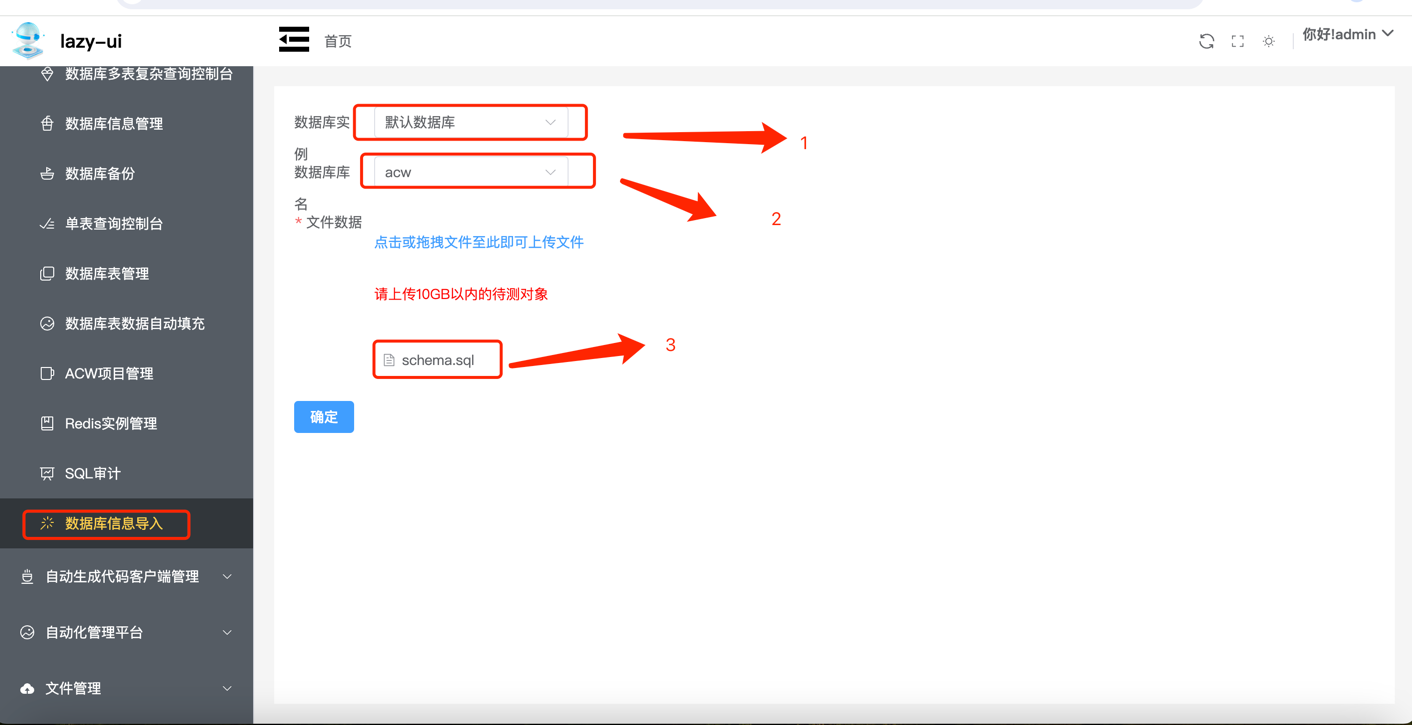 lazy-ui
首页
你好!admin
数据库多表复杂查询控制台
数据库信息管理
数据库备份
单表查询控制台
数据库表管理
数据库表数据自动填充
ACW项目管理
Redis实例管理
SQL审计
数据库信息导入
自动生成代码客户端管理
自动化管理平台
文件管理
数据库实
例
默认数据库
1
数据库库
名
acw
2
* 文件数据
点击或拖拽文件至此即可上传文件
请上传10GB以内的待测对象
schema.sql
3
确定